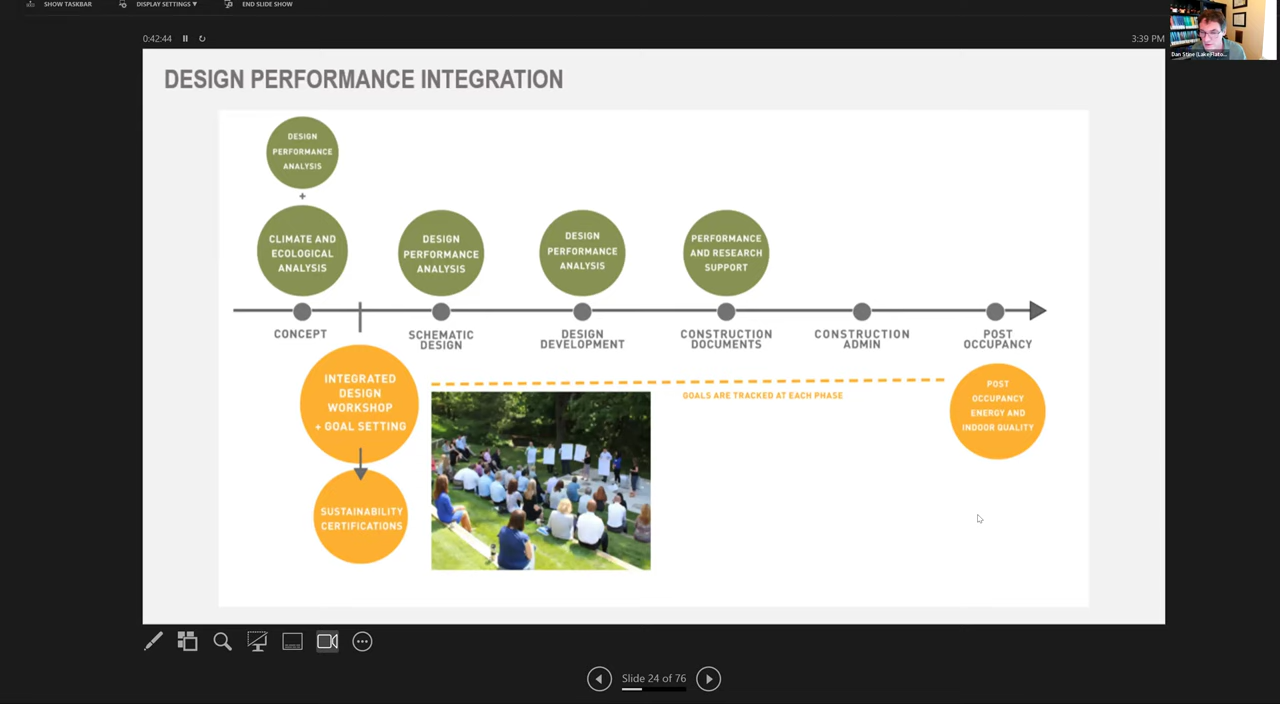 SHOW TASKBAR
DISPLAY SETTINGS ▼
END SLIDE SHOW
0:42:44
3:39 PM
Dan Stine (Lake|Flato...
DESIGN PERFORMANCE INTEGRATION
DESIGN
PERFORMANCE
ANALYSIS
+
CLIMATE AND
ECOLOGICAL
ANALYSIS
DESIGN
PERFORMANCE
ANALYSIS
DESIGN
PERFORMANCE
ANALYSIS
PERFORMANCE
AND RESEARCH
SUPPORT
CONCEPT
SCHEMATIC
DESIGN
DESIGN
DEVELOPMENT
CONSTRUCTION
DOCUMENTS
CONSTRUCTION
ADMIN
POST
OCCUPANCY
INTEGRATED
DESIGN
WORKSHOP
+ GOAL SETTING
GOALS ARE TRACKED AT EACH PHASE
POST
OCCUPANCY
ENERGY AND
INDOOR QUALITY
SUSTAINABILITY
CERTIFICATIONS
Slide 24 of 76